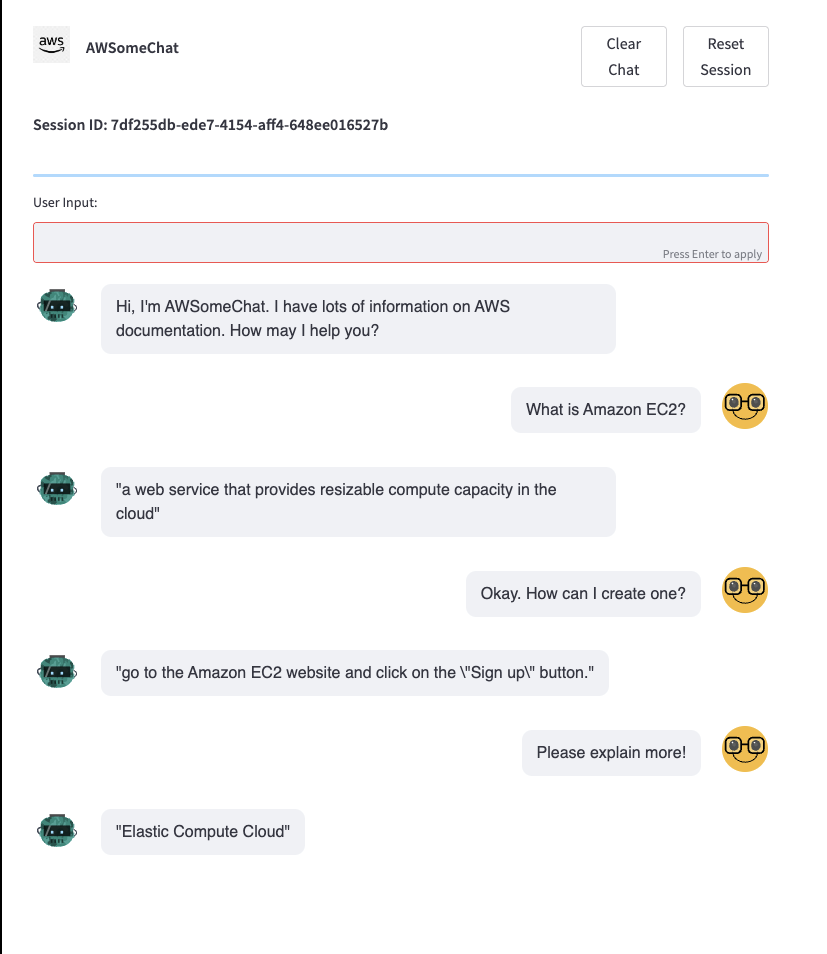 aws
AWSomeChat
Clear
Chat
Reset
Session
Session ID: 7df255db-ede7-4154-aff4-648ee016527b
User Input:
Press Enter to apply
Hi, I'm AWSomeChat. I have lots of information on AWS
documentation. How may I help you?
What is Amazon EC2?
"a web service that provides resizable compute capacity in the
cloud"
Okay. How can I create one?
"go to the Amazon EC2 website and click on the \"Sign up\" button."
Please explain more!
"Elastic Compute Cloud"